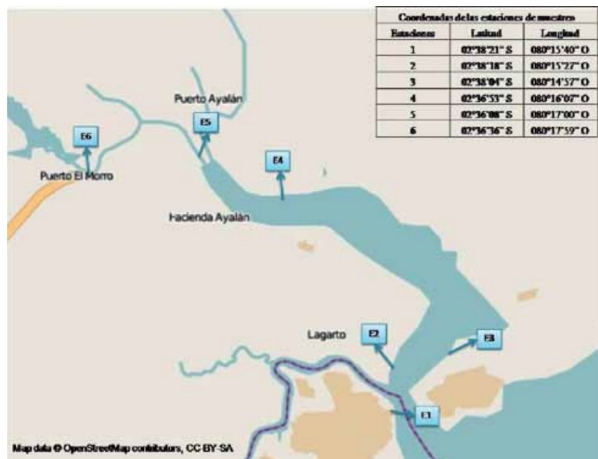 Coordenadas de las estaciones de muestreo
Estaciones Latitud Longitud
1 02°38'21" S 080°15'40" O
2 02°38'18" S 080°15'27" O
3 02°38'04" S 080°14'57" O
4 02°36'53" S 080°16'07" O
5 02°36'08" S 080°17'00" O
6 02°36'36" S 080°17'59" O
Puerto Ayalán
E6
E5
E4
Puerto El Morro
Hacienda Ayalán
Lagarto
E2
E3
E1
Map data © OpenStreetMap contributors, CC-BY-SA